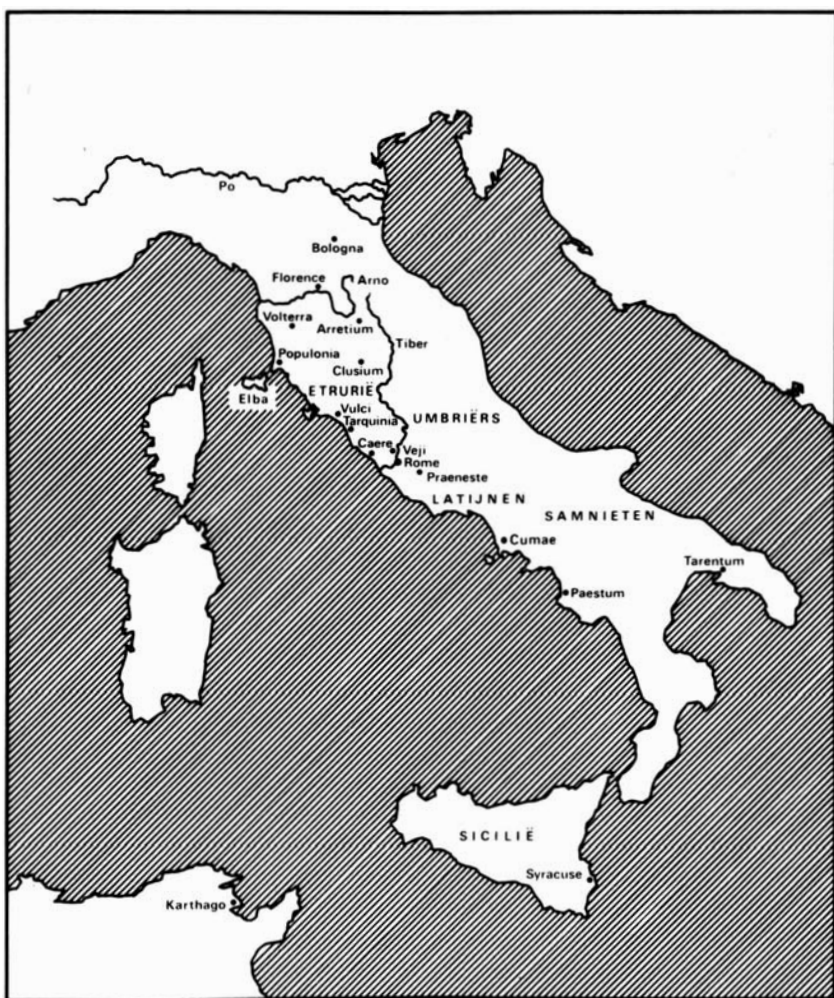 Po
Bologna
Florence
Arno
Volterra
Arretium
Tiber
Populonia
Clusium
Elba
ETRURIË
Vulci
UMBRIËRS
Tarquinia
Caere
Veji
Rome
Praeneste
LATIJNEN
SAMNIETEN
Cumae
Tarentum
Paestum
SICILIË
Syracuse
Karthago